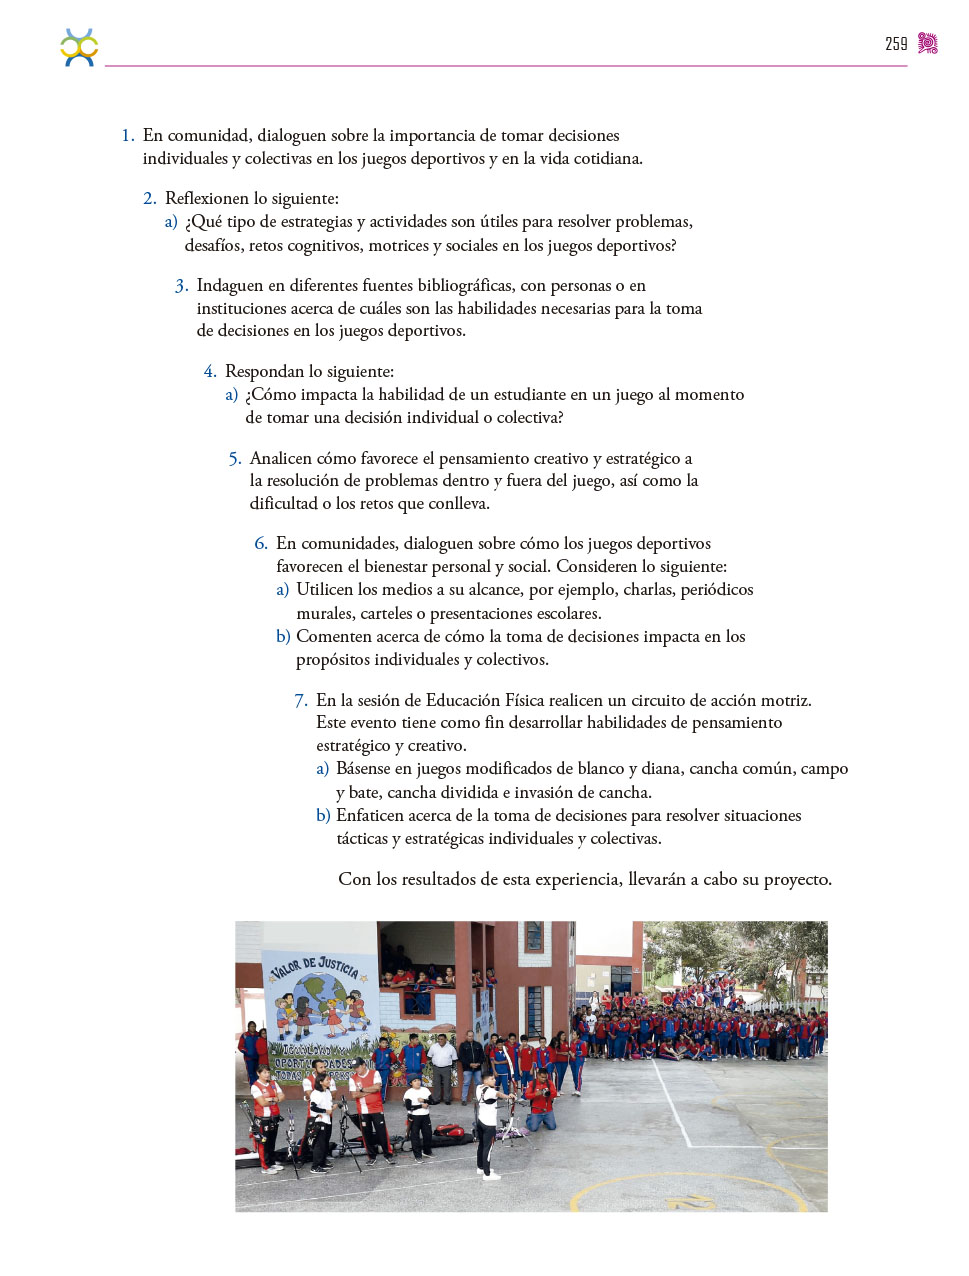 259
1. En comunidad, dialoguen sobre la importancia de tomar decisiones
individuales y colectivas en los juegos deportivos y en la vida cotidiana.
2. Reflexionen lo siguiente:
a) ¿Qué tipo de estrategias y actividades son útiles para resolver problemas,
desafíos, retos cognitivos, motrices y sociales en los juegos deportivos?
3. Indaguen en diferentes fuentes bibliográficas, con personas o en
instituciones acerca de cuáles son las habilidades necesarias para la toma
de decisiones en los juegos deportivos.
4. Respondan lo siguiente:
a) ¿Cómo impacta la habilidad de un estudiante en un juego al momento
de tomar una decisión individual o colectiva?
5. Analicen cómo favorece el pensamiento creativo y estratégico a
la resolución de problemas dentro y fuera del juego, así como la
dificultad o los retos que conlleva.
6. En comunidades, dialoguen sobre cómo los juegos deportivos
favorecen el bienestar personal y social. Consideren lo siguiente:
a) Utilicen los medios a su alcance, por ejemplo, charlas, periódicos
murales, carteles o presentaciones escolares.
b) Comenten acerca de cómo la toma de decisiones impacta en los
propósitos individuales y colectivos.
7. En la sesión de Educación Física realicen un circuito de acción motriz.
Este evento tiene como fin desarrollar habilidades de pensamiento
estratégico y creativo.
a) Básense en juegos modificados de blanco y diana, cancha común, campo
y bate, cancha dividida e invasión de cancha.
b) Enfaticen acerca de la toma de decisiones para resolver situaciones
tácticas y estratégicas individuales y colectivas.
Con los resultados de esta experiencia, llevarán a cabo su proyecto.
VALOR DE JUSTICIA
IGUALDAD
OPORTUNIDADES
TODAS